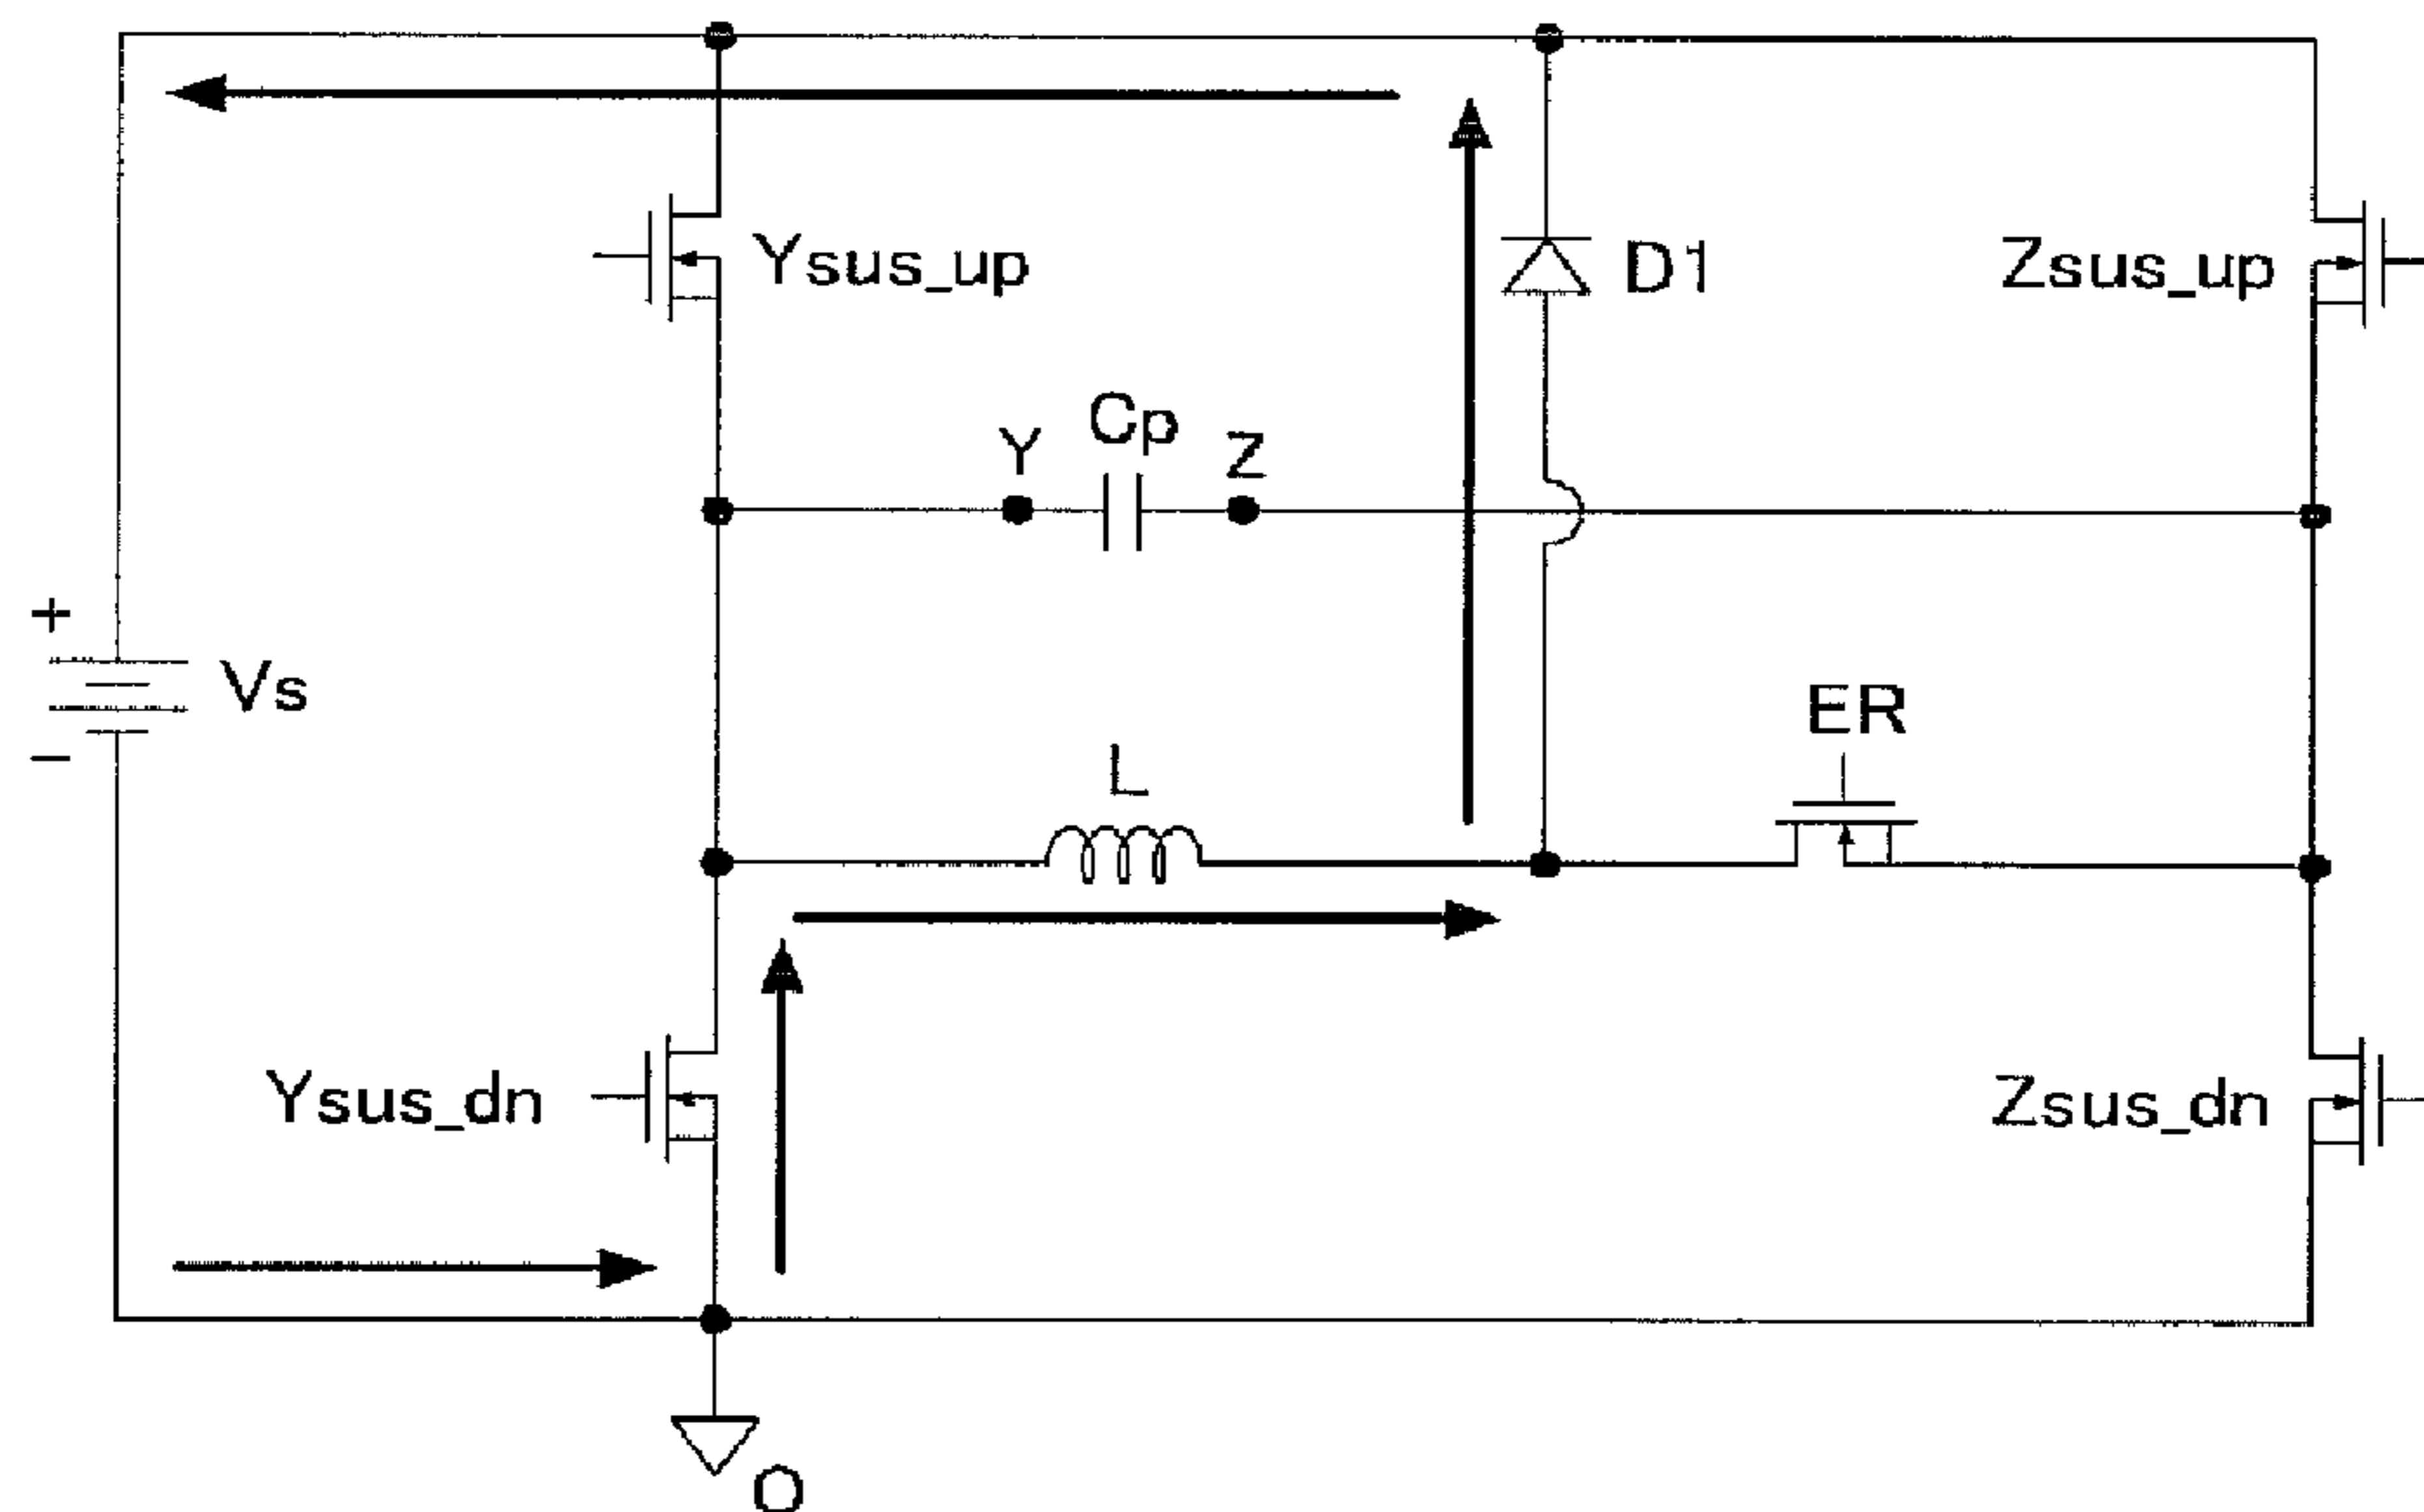 Ysus_up
D1
Zsus_up
Y
Cp
Z
+
Vs
−
ER
L
Ysus_dn
Zsus_dn
O